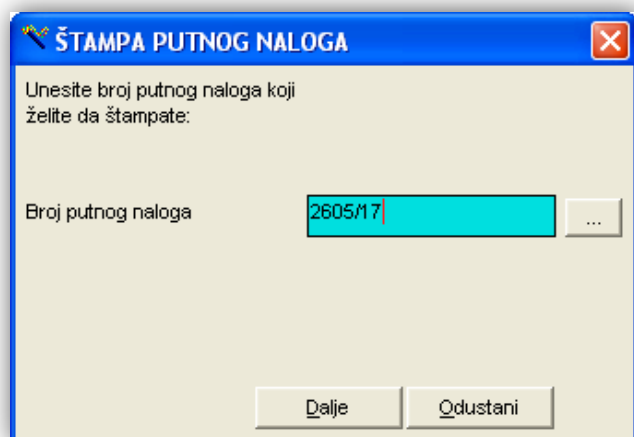 ŠTAMPA PUTNOG NALOGA
Unesite broj putnog naloga koji
želite da štampate:
Broj putnog naloga 2605/17 ...
Dalje Odustani